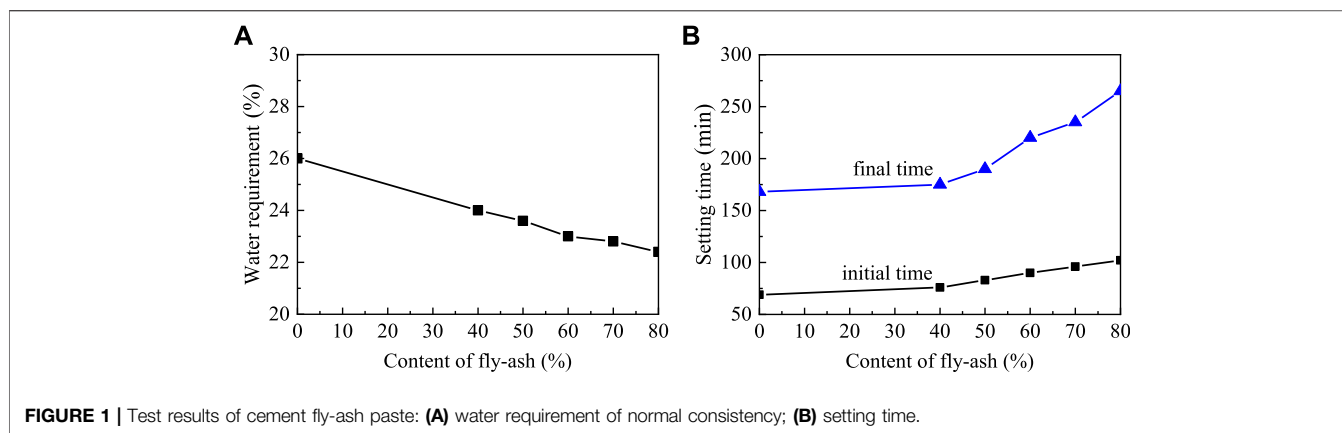 A
30
28
26
24
22
20
Water requirement (%)
0 10 20 30 40 50 60 70 80
Content of fly-ash (%)
B
300
250
200
150
100
50
Setting time (min)
final time
initial time
0 10 20 30 40 50 60 70 80
Content of fly-ash (%)
FIGURE 1 | Test results of cement fly-ash paste: (A) water requirement of normal consistency; (B) setting time.